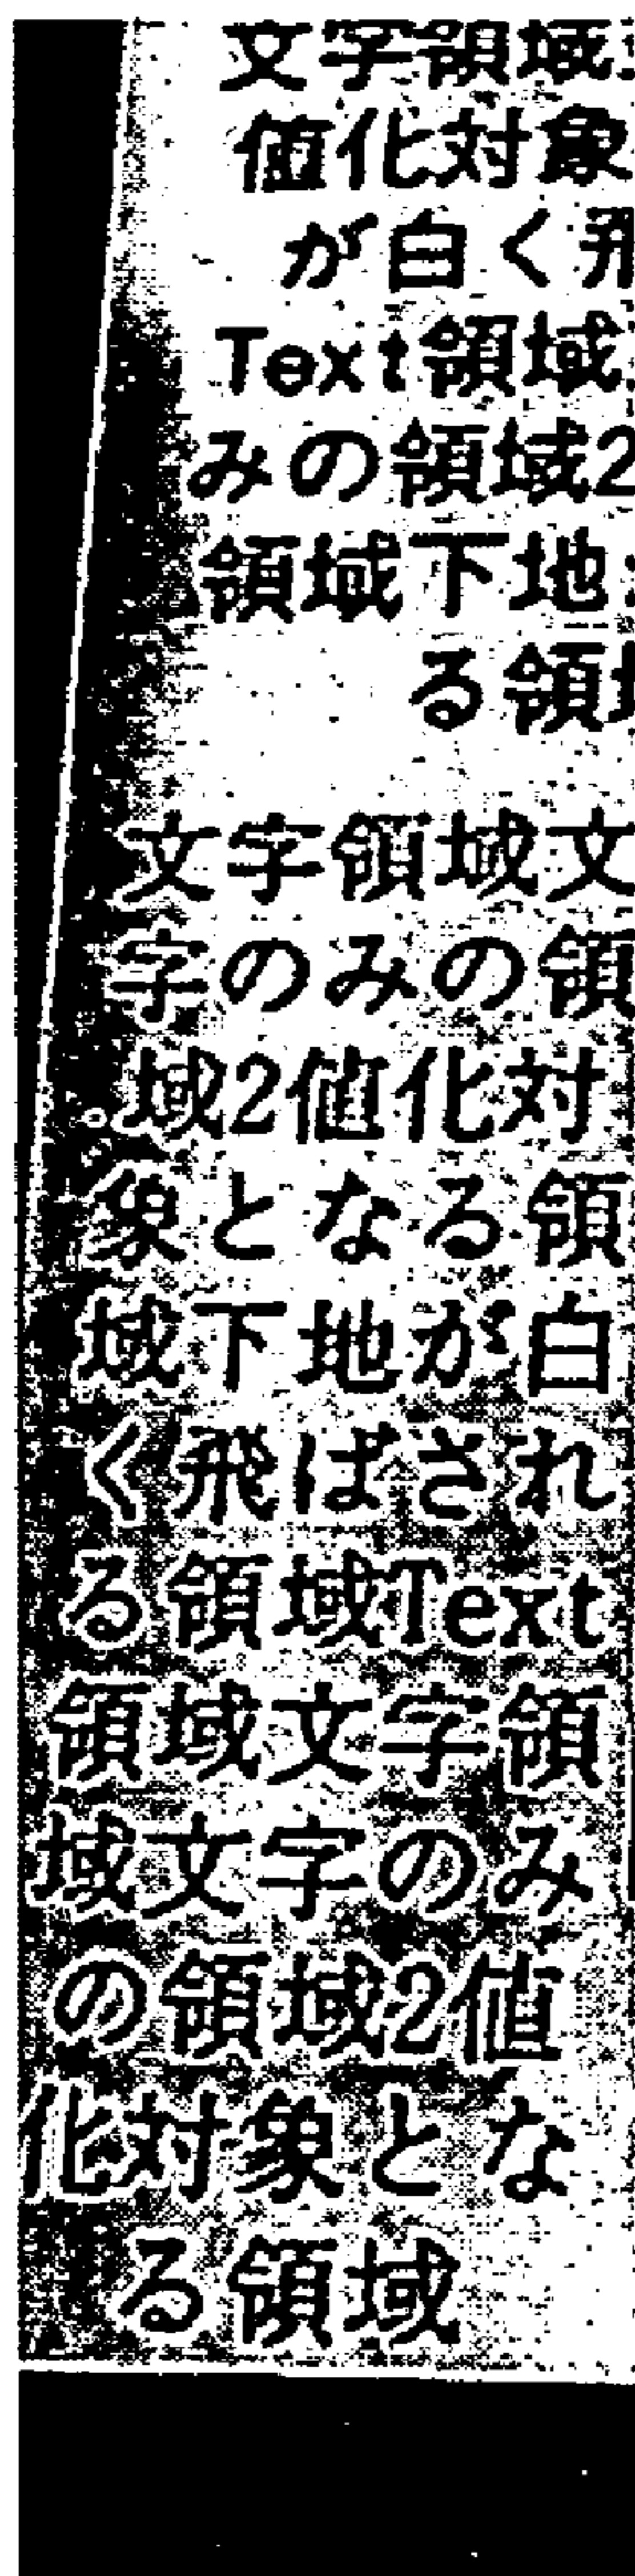 文字領域
値化対象
が白く飛
Text領域
みの領域2
領域下地
る領域
文字領域文
字のみの領
域2値化対
象となる領
域下地が白
く飛ばされ
る領域Text
領域文字領
域文字のみ
の領域2値
化対象とな
る領域